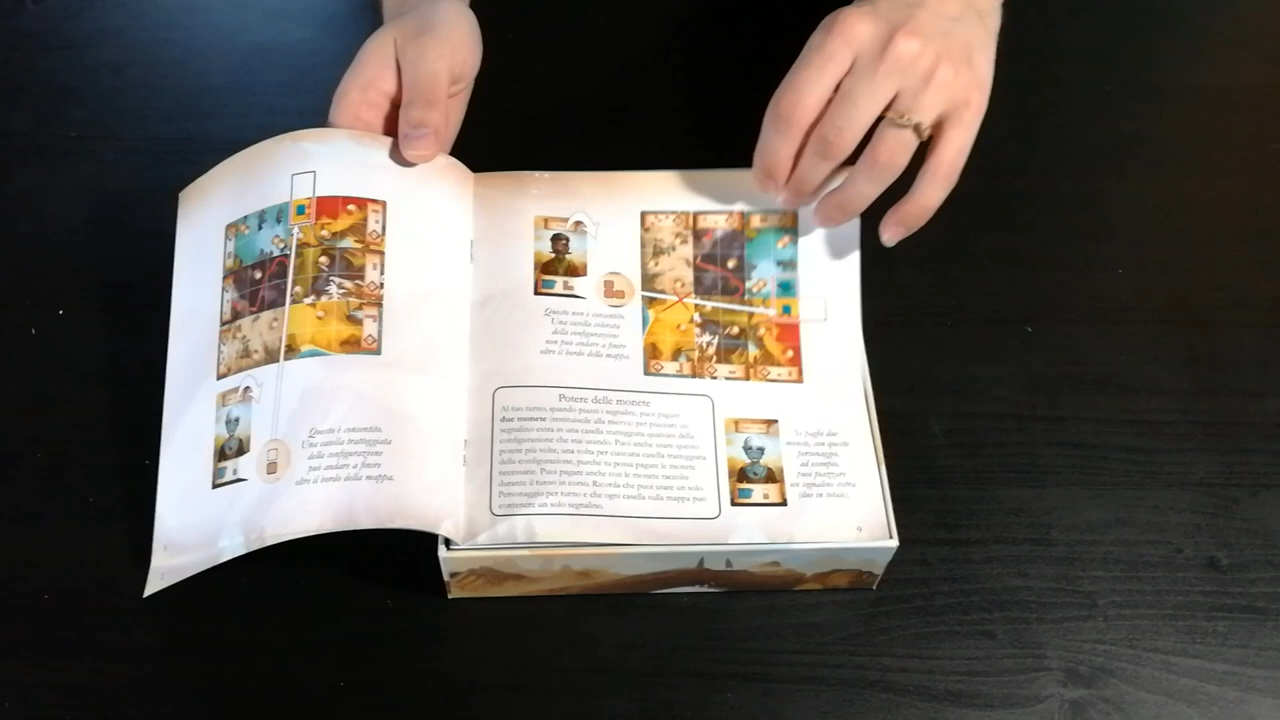 Questo è consentito.
Una casella tratteggiata
della configurazione
può andare a finire
oltre il bordo della mappa.
Questo non è consentito.
Una casella colorata
della configurazione
non può andare a finire
oltre il bordo della mappa.
Potere delle monete
Al tuo turno, quando piazzi i segnalini, puoi pagare
due monete (restituiscile alla riserva) per piazzare un
segnalino extra in una casella tratteggiata qualsiasi della
configurazione che stai usando. Puoi anche usare questo
potere più volte, una volta per ciascuna casella tratteggiata
della configurazione, purché tu possa pagare le monete
necessarie. Puoi pagare anche con le monete raccolte
durante il turno in corso. Ricorda che puoi usare un solo
Personaggio per turno e che ogni casella sulla mappa può
contenere un solo segnalino.
Se paghi due
monete, con questo
personaggio,
ad esempio,
puoi piazzare
un segnalino extra
(due in totale).
9